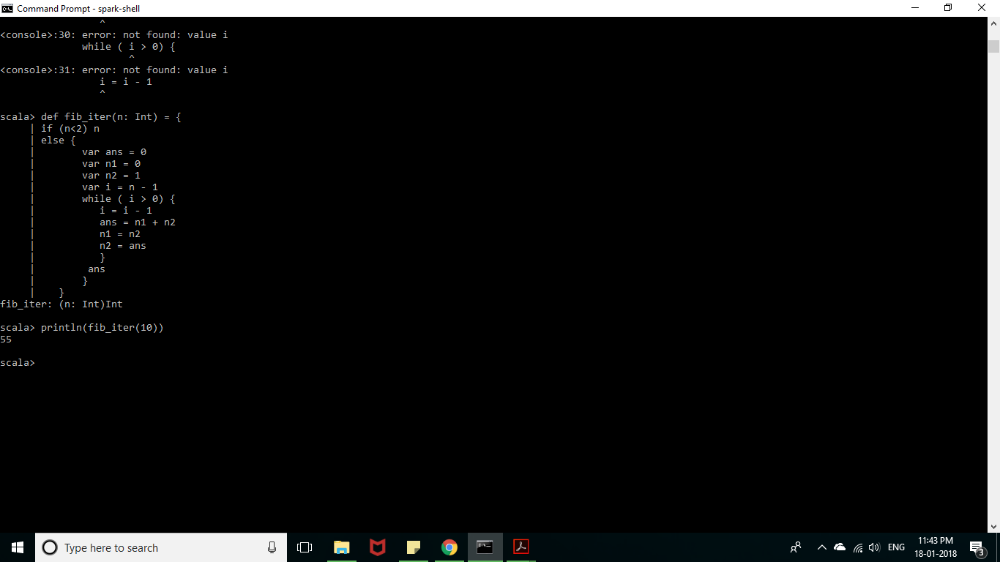 Command Prompt - spark-shell
^
<console>:30: error: not found: value i
while ( i > 0) {
^
<console>:31: error: not found: value i
i = i - 1
^
scala> def fib_iter(n: Int) = {
| if (n<2) n
| else {
| var ans = 0
| var n1 = 0
| var n2 = 1
| var i = n - 1
| while ( i > 0) {
| i = i - 1
| ans = n1 + n2
| n1 = n2
| n2 = ans
| }
| ans
| }
| }
fib_iter: (n: Int)Int
scala> println(fib_iter(10))
55
scala>
Type here to search
ENG
11:43 PM
18-01-2018
3